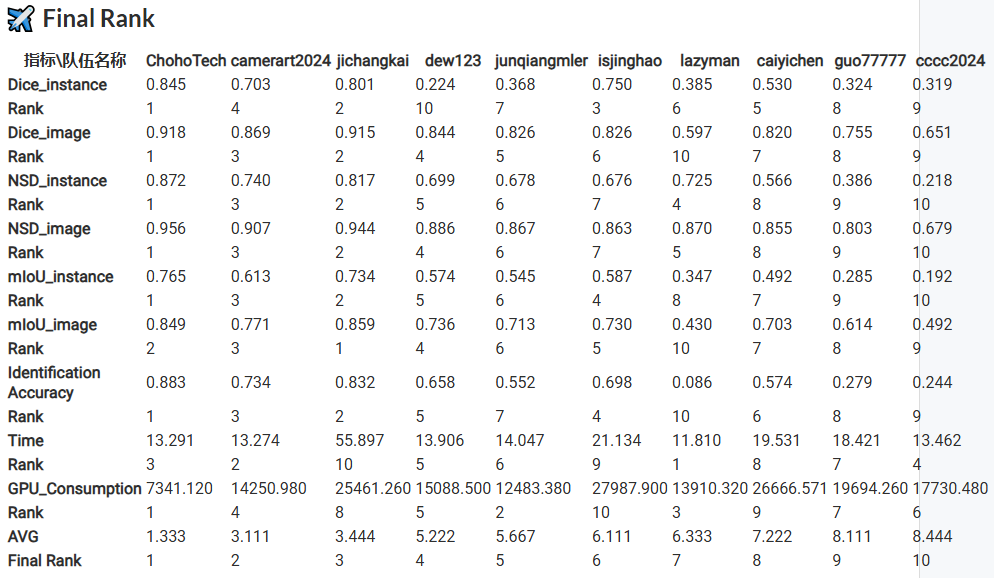 Final Rank
指标\队伍名称 ChohoTech camerart2024 jichangkai dew123 junqiangmler isjinghao lazyman caiyichen guo77777 cccc2024
Dice_instance 0.845 0.703 0.801 0.224 0.368 0.750 0.385 0.530 0.324 0.319
Rank 1 4 2 10 7 3 6 5 8 9
Dice_image 0.918 0.869 0.915 0.844 0.826 0.826 0.597 0.820 0.755 0.651
Rank 1 3 2 4 5 6 10 7 8 9
NSD_instance 0.872 0.740 0.817 0.699 0.678 0.676 0.725 0.566 0.386 0.218
Rank 1 3 2 5 6 7 4 8 9 10
NSD_image 0.956 0.907 0.944 0.886 0.867 0.863 0.870 0.855 0.803 0.679
Rank 1 3 2 4 6 7 5 8 9 10
mIoU_instance 0.765 0.613 0.734 0.574 0.545 0.587 0.347 0.492 0.285 0.192
Rank 1 3 2 5 6 4 8 7 9 10
mIoU_image 0.849 0.771 0.859 0.736 0.713 0.730 0.430 0.703 0.614 0.492
Rank 2 3 1 4 6 5 10 7 8 9
Identification
Accuracy 0.883 0.734 0.832 0.658 0.552 0.698 0.086 0.574 0.279 0.244
Rank 1 3 2 5 7 4 10 6 8 9
Time 13.291 13.274 55.897 13.906 14.047 21.134 11.810 19.531 18.421 13.462
Rank 3 2 10 5 6 9 1 8 7 4
GPU_Consumption 7341.120 14250.980 25461.260 15088.500 12483.380 27987.900 13910.320 26666.571 19694.260 17730.480
Rank 1 4 8 5 2 10 3 9 7 6
AVG 1.333 3.111 3.444 5.222 5.667 6.111 6.333 7.222 8.111 8.444
Final Rank 1 2 3 4 5 6 7 8 9 10